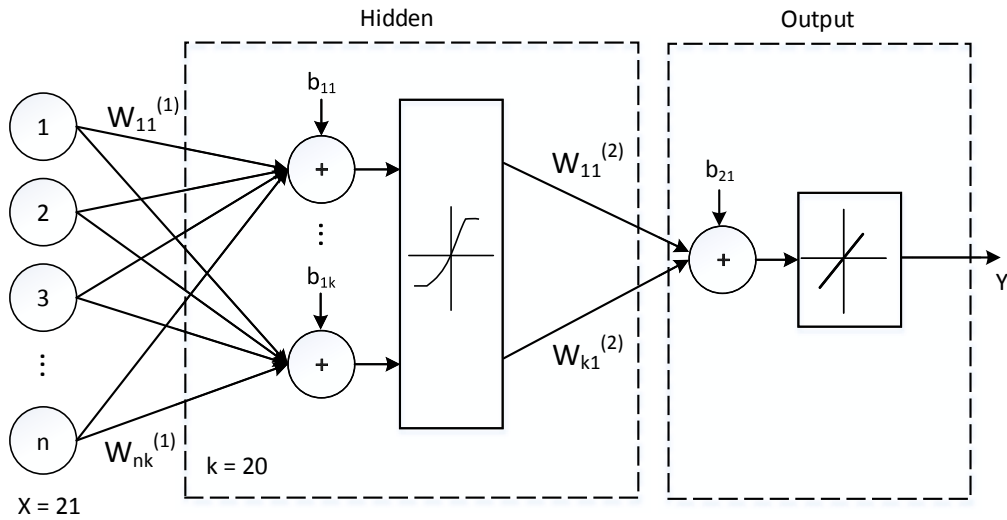 Hidden
Output
b₁₁
W₁₁⁽¹⁾
1
+
W₁₁⁽²⁾
b₂₁
2
⋮
+
Y
3
b₁ₖ
⋮
+
Wₖ₁⁽²⁾
n
Wₙₖ⁽¹⁾
k = 20
X = 21